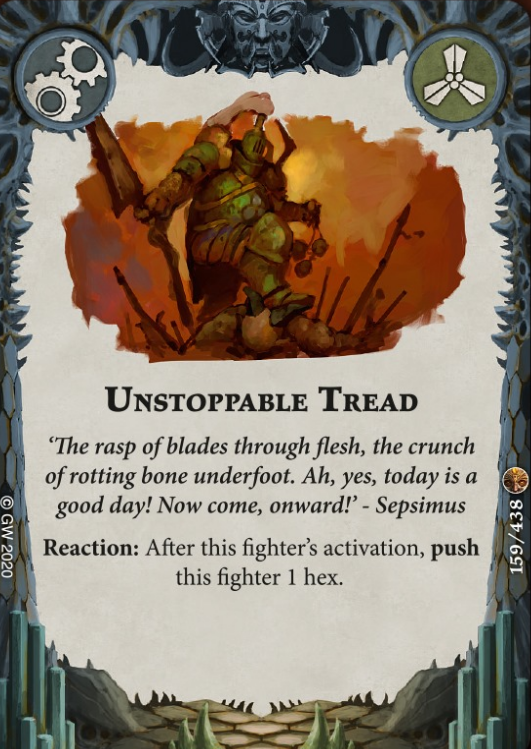 Unstoppable Tread
‘The rasp of blades through flesh, the crunch
of rotting bone underfoot. Ah, yes, today is a
good day! Now come, onward!’ - Sepsimus
Reaction: After this fighter’s activation, push
this fighter 1 hex.
© GW 2020
159/438